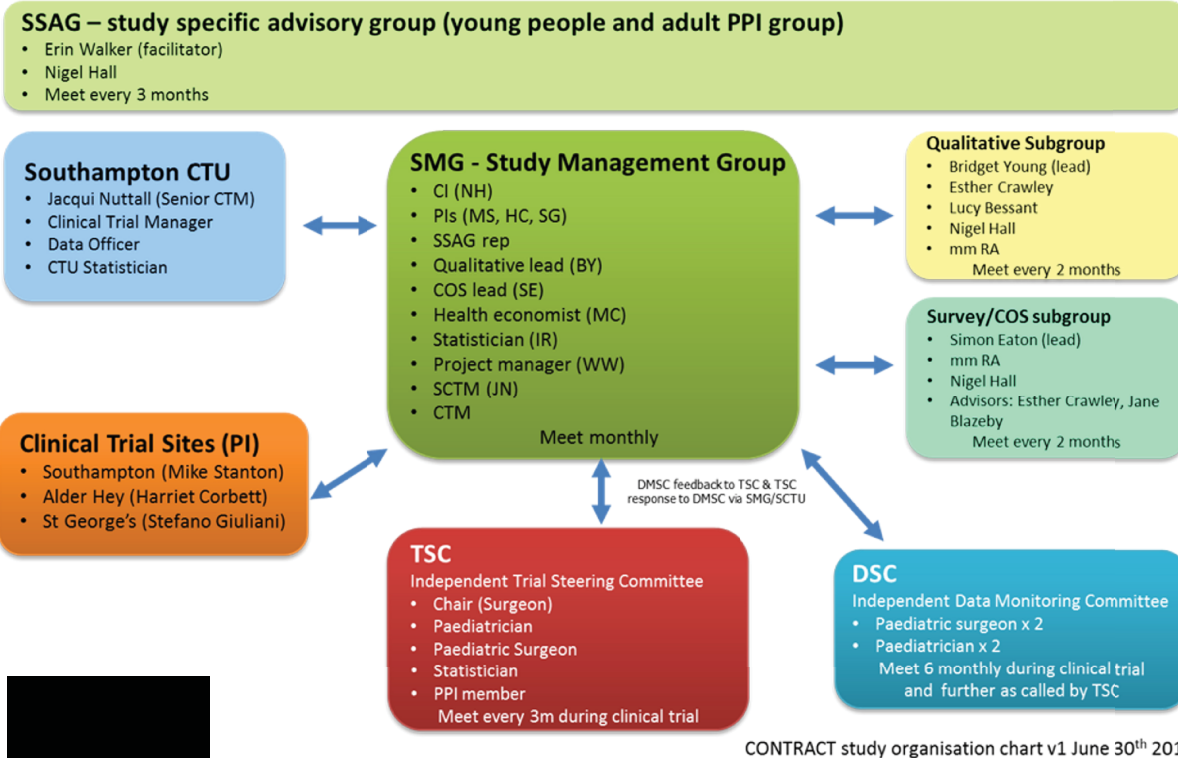 SSAG – study specific advisory group (young people and adult PPI group)
• Erin Walker (facilitator)
• Nigel Hall
• Meet every 3 months
Southampton CTU
• Jacqui Nuttall (Senior CTM)
• Clinical Trial Manager
• Data Officer
• CTU Statistician
SMG - Study Management Group
• CI (NH)
• PIs (MS, HC, SG)
• SSAG rep
• Qualitative lead (BY)
• COS lead (SE)
• Health economist (MC)
• Statistician (IR)
• Project manager (WW)
• SCTM (JN)
• CTM
Meet monthly
Qualitative Subgroup
• Bridget Young (lead)
• Esther Crawley
• Lucy Bessant
• Nigel Hall
• mm RA
Meet every 2 months
Survey/COS subgroup
• Simon Eaton (lead)
• mm RA
• Nigel Hall
• Advisors: Esther Crawley, Jane
Blazeby
Meet every 2 months
Clinical Trial Sites (PI)
• Southampton (Mike Stanton)
• Alder Hey (Harriet Corbett)
• St George's (Stefano Giuliani)
DMSC feedback to TSC & TSC
response to DMSC via SMG/SCTU
TSC
Independent Trial Steering Committee
• Chair (Surgeon)
• Paediatrician
• Paediatric Surgeon
• Statistician
• PPI member
Meet every 3m during clinical trial
DSC
Independent Data Monitoring Committee
• Paediatric surgeon x 2
• Paediatrician x 2
Meet 6 monthly during clinical trial
and further as called by TSC
CONTRACT study organisation chart v1 June 30th